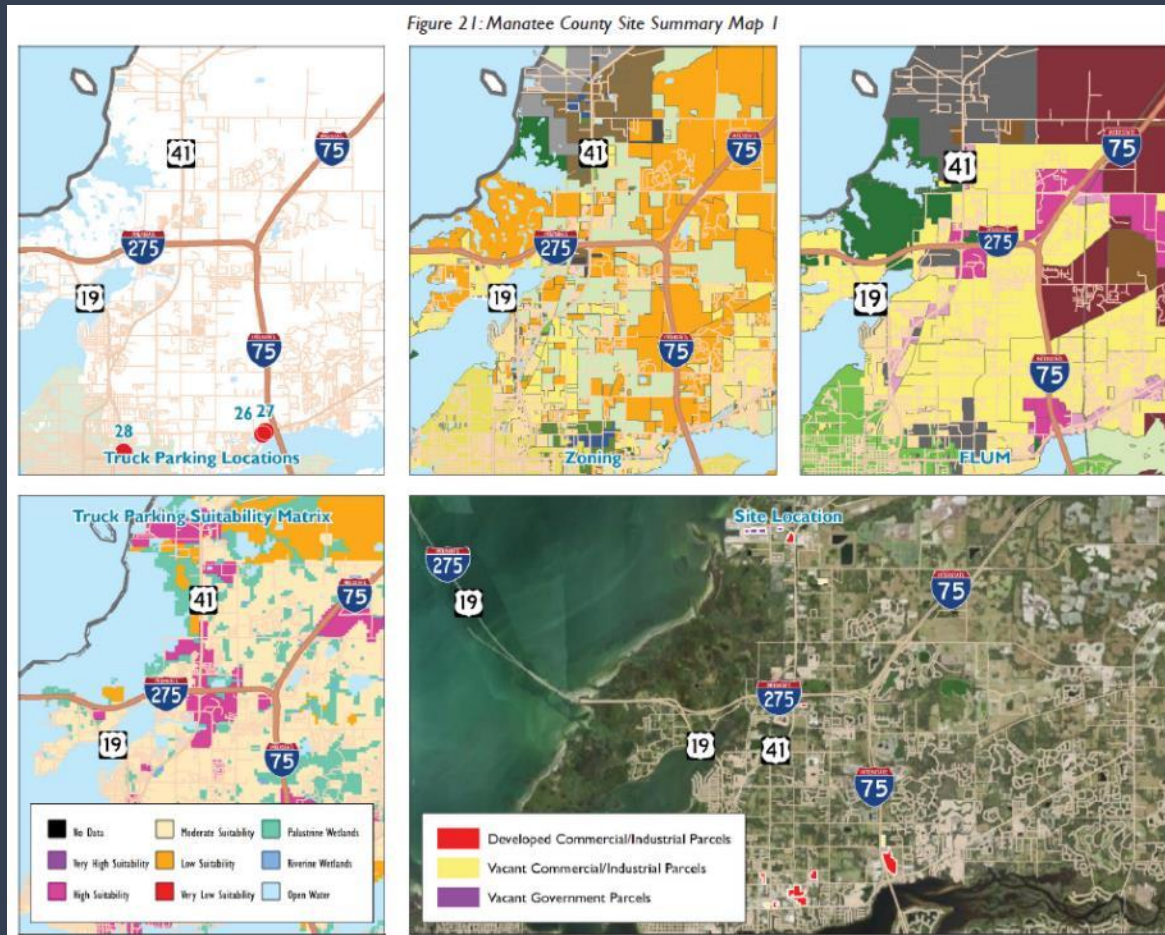 Figure 21: Manatee County Site Summary Map 1
41
75
275
19
75
26 27
28
Truck Parking Locations
41
75
275
19
75
Zoning
41
75
275
19
75
FLUM
Truck Parking Suitability Matrix
41
75
275
19
75
No Data
Moderate Suitability
Palustrine Wetlands
Very High Suitability
Low Suitability
Riverine Wetlands
High Suitability
Very Low Suitability
Open Water
Site Location
275
19
INTERSTATE
75
275
19
41
INTERSTATE
75
Developed Commercial/Industrial Parcels
Vacant Commercial/Industrial Parcels
Vacant Government Parcels